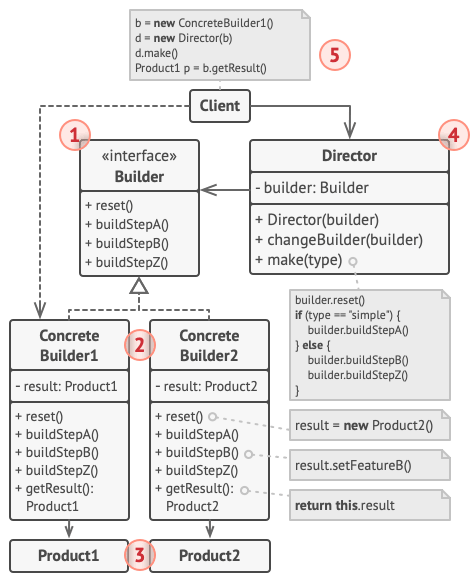 b = new ConcreteBuilder1()
d = new Director(b)
d.make()
Product1 p = b.getResult()
5
Client
1
«interface»
Builder
+ reset()
+ buildStepA()
+ buildStepB()
+ buildStepZ()
4
Director
- builder: Builder
+ Director(builder)
+ changeBuilder(builder)
+ make(type)
builder.reset()
if (type == "simple") {
builder.buildStepA()
} else {
builder.buildStepB()
builder.buildStepZ()
}
2
Concrete
Builder1
- result: Product1
+ reset()
+ buildStepA()
+ buildStepB()
+ buildStepZ()
+ getResult():
Product1
Concrete
Builder2
- result: Product2
+ reset()
+ buildStepA()
+ buildStepB()
+ buildStepZ()
+ getResult():
Product2
result = new Product2()
result.setFeatureB()
return this.result
Product1
3
Product2